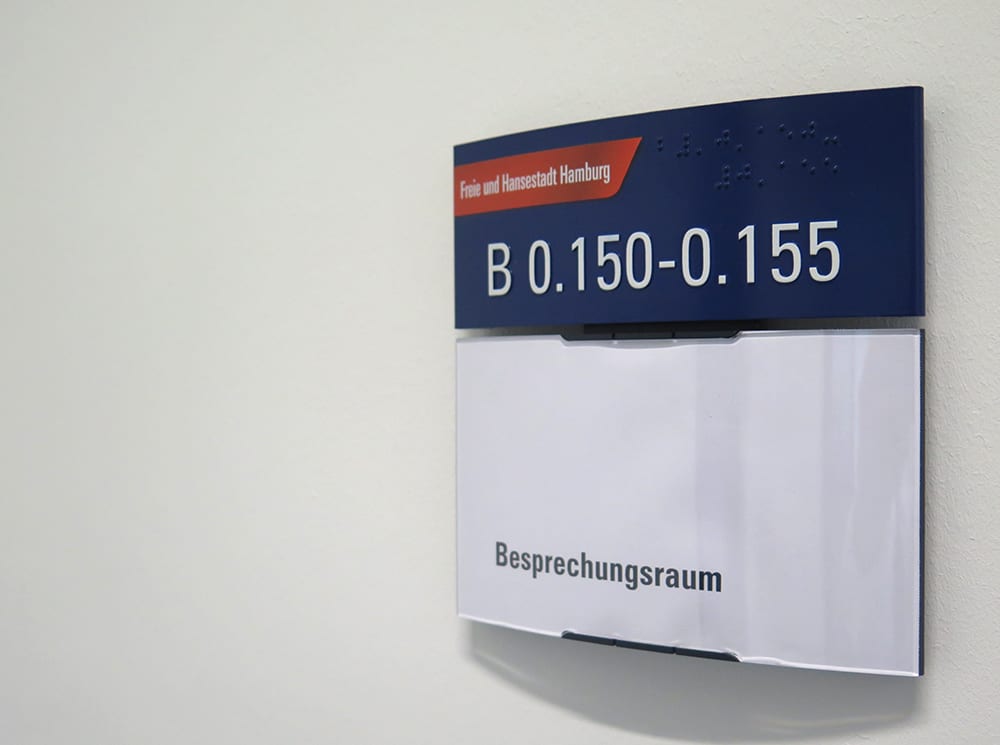 Freie und Hansestadt Hamburg
B 0.150-0.155
Besprechungsraum